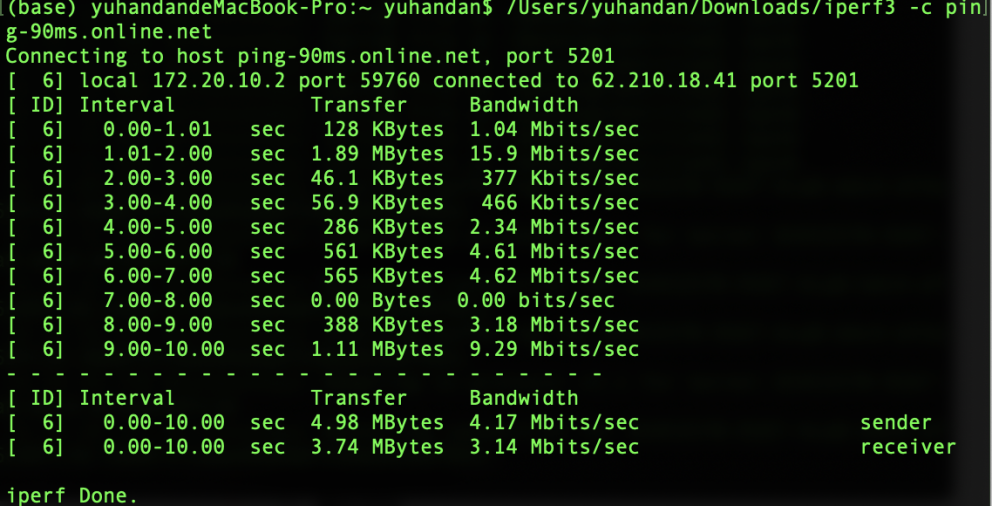 (base) yuhandandeMacBook-Pro:~ yuhandan$ /Users/yuhandan/Downloads/iperf3 -c pin
g-90ms.online.net
Connecting to host ping-90ms.online.net, port 5201
[  6] local 172.20.10.2 port 59760 connected to 62.210.18.41 port 5201
[ ID] Interval           Transfer     Bandwidth
[  6]   0.00-1.01   sec   128 KBytes  1.04 Mbits/sec
[  6]   1.01-2.00   sec  1.89 MBytes  15.9 Mbits/sec
[  6]   2.00-3.00   sec  46.1 KBytes   377 Kbits/sec
[  6]   3.00-4.00   sec  56.9 KBytes   466 Kbits/sec
[  6]   4.00-5.00   sec   286 KBytes  2.34 Mbits/sec
[  6]   5.00-6.00   sec   561 KBytes  4.61 Mbits/sec
[  6]   6.00-7.00   sec   565 KBytes  4.62 Mbits/sec
[  6]   7.00-8.00   sec  0.00 Bytes  0.00 bits/sec
[  6]   8.00-9.00   sec   388 KBytes  3.18 Mbits/sec
[  6]   9.00-10.00  sec  1.11 MBytes  9.29 Mbits/sec
- - - - - - - - - - - - - - - - - - - - - - - - -
[ ID] Interval           Transfer     Bandwidth
[  6]   0.00-10.00  sec  4.98 MBytes  4.17 Mbits/sec                  sender
[  6]   0.00-10.00  sec  3.74 MBytes  3.14 Mbits/sec                  receiver
iperf Done.